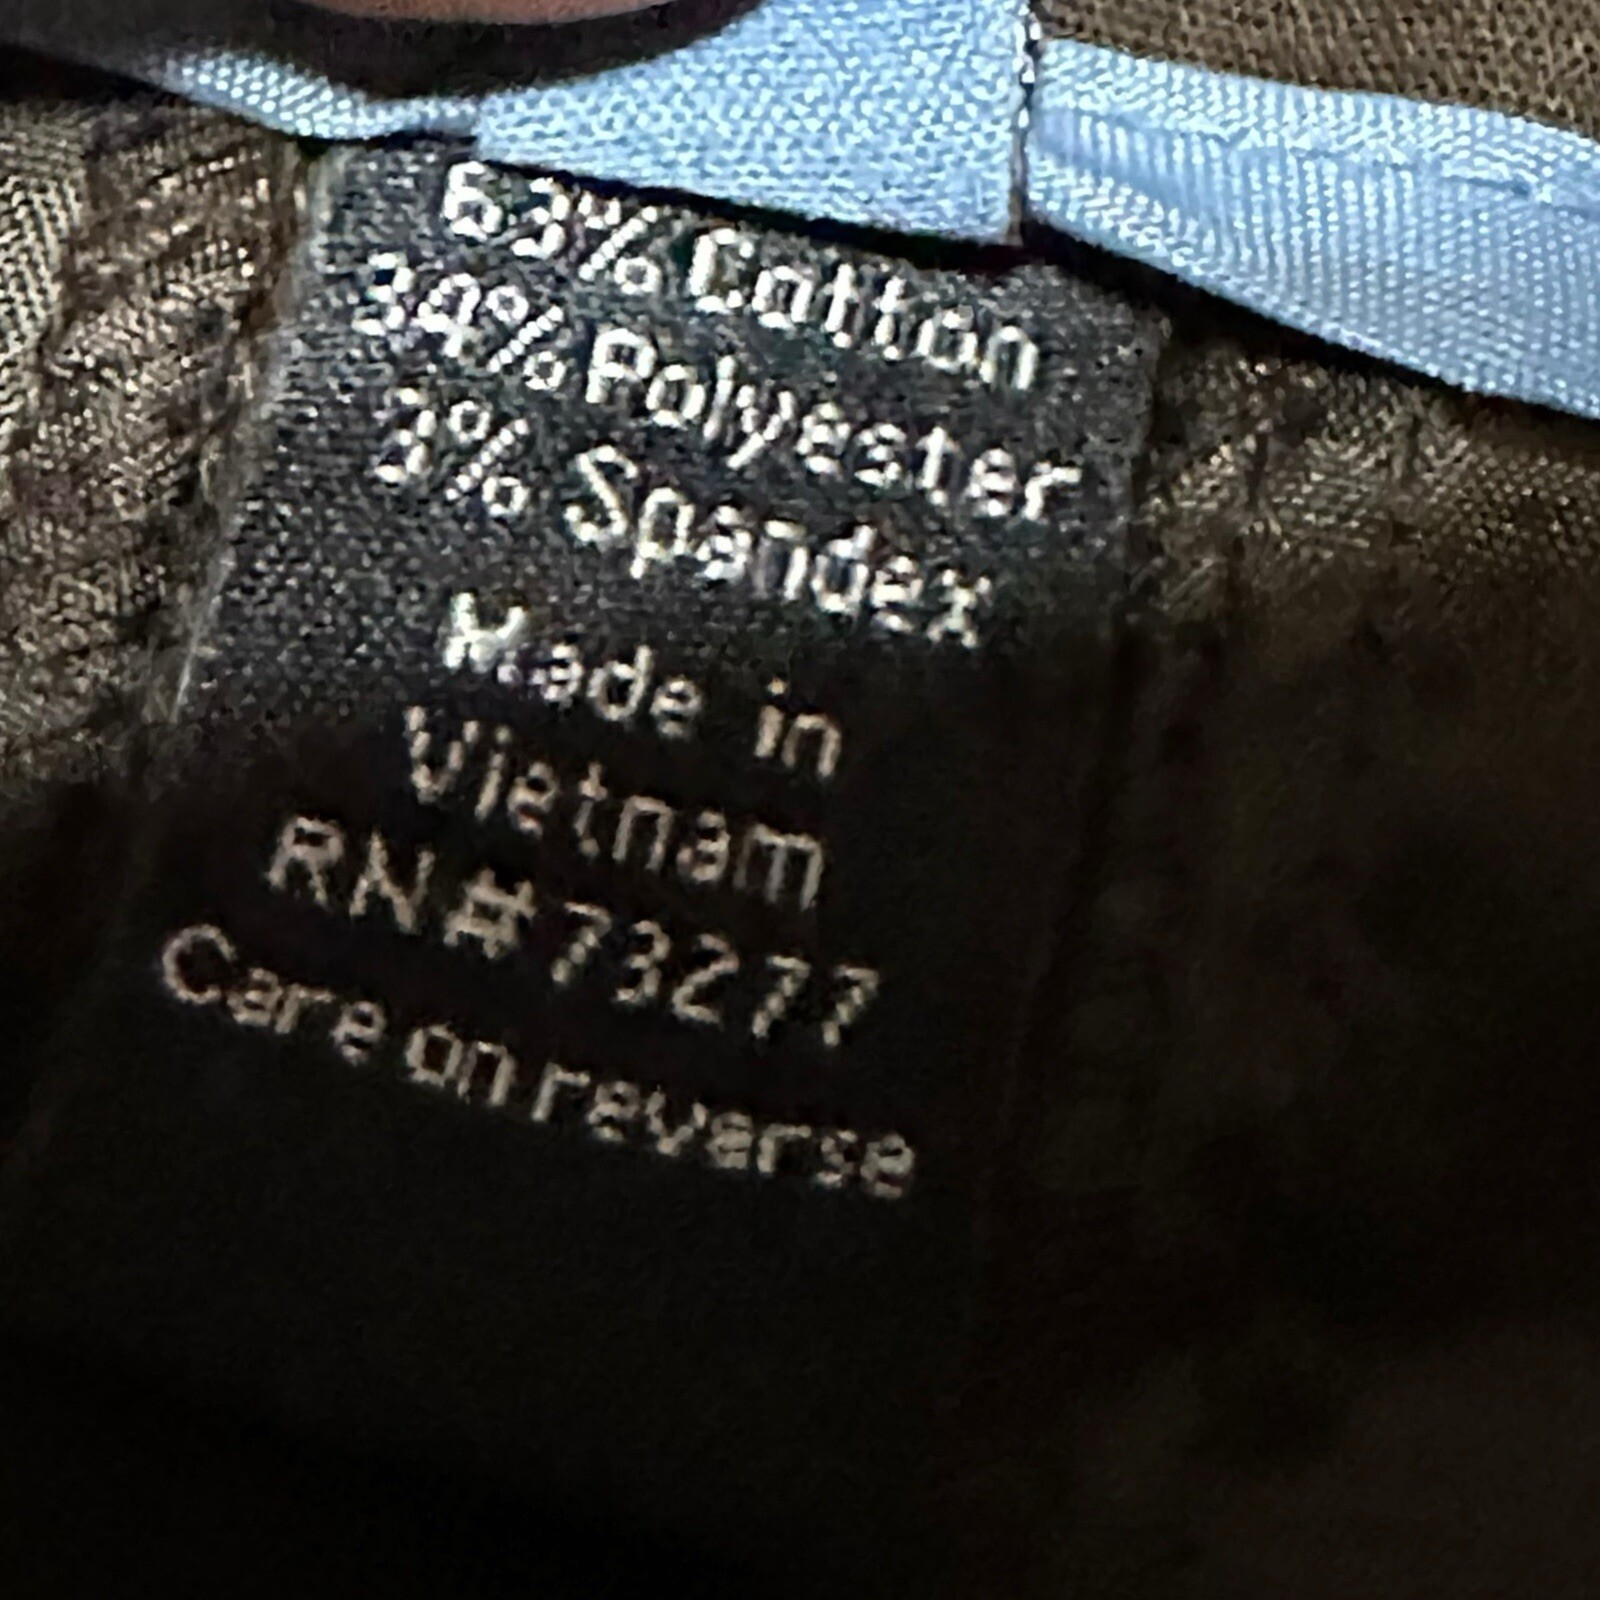 63% Cotton
34% Polyester
3% Spandex
Made in
Vietnam
RN#73277
Care on reverse